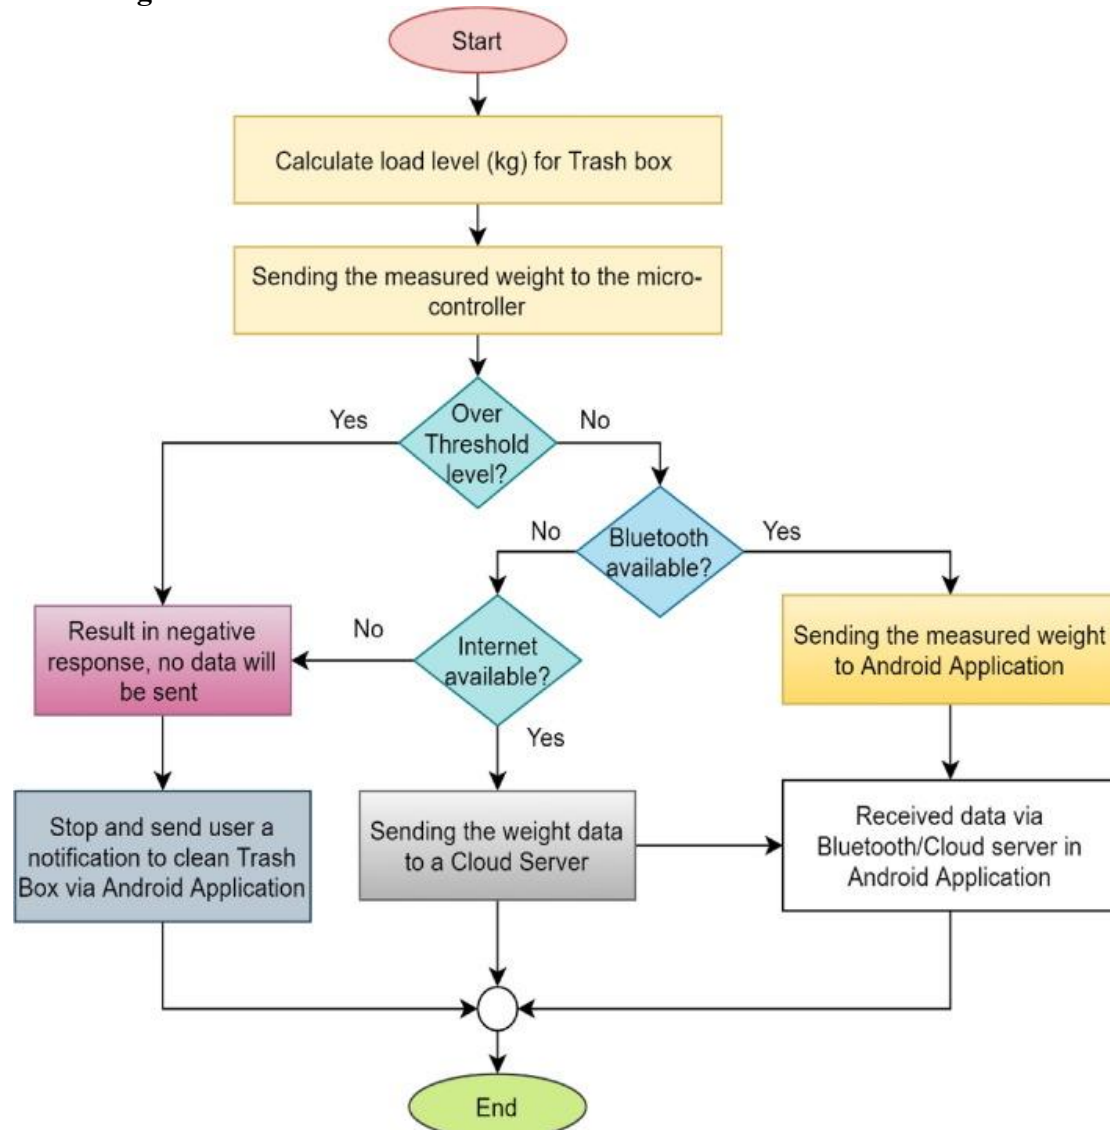 Start
Calculate load level (kg) for Trash box
Sending the measured weight to the micro-
controller
Over
Threshold
level?
Yes
No
Bluetooth
available?
No
Yes
Result in negative
response, no data will
be sent
No
Internet
available?
Sending the measured weight
to Android Application
Yes
Stop and send user a
notification to clean Trash
Box via Android Application
Sending the weight data
to a Cloud Server
Received data via
Bluetooth/Cloud server in
Android Application
End